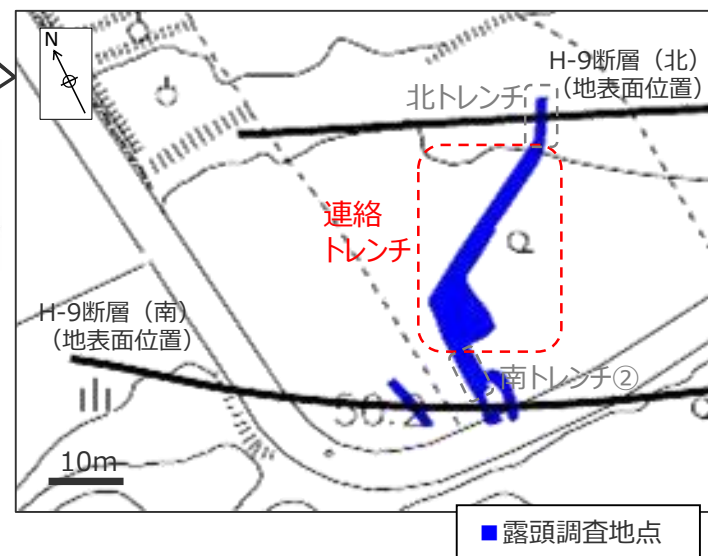 N
H-9断層（北）
（地表面位置）
北トレンチ
連絡
トレンチ
H-9断層（南）
（地表面位置）
南トレンチ②
50.2
10m
■露頭調査地点